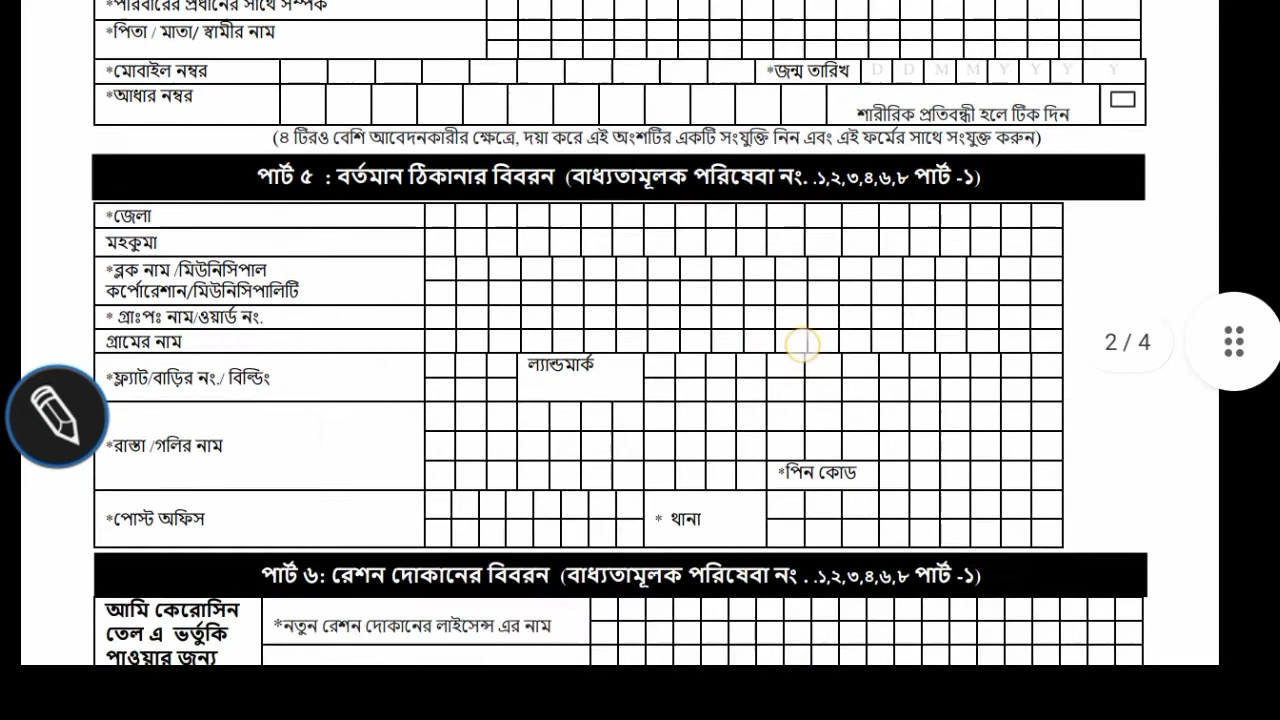 *পরিবারের প্রধানের সাথে সম্পর্ক
*পিতা / মাতা/ স্বামীর নাম
*মোবাইল নম্বর *জন্ম তারিখ D D M M Y Y Y Y
*আধার নম্বর শারীরিক প্রতিবন্ধী হলে টিক দিন
(৪ টিরও বেশি আবেদনকারীর ক্ষেত্রে, দয়া করে এই অংশটির একটি সংযুক্তি নিন এবং এই ফর্মের সাথে সংযুক্ত করুন)
পার্ট ৫ : বর্তমান ঠিকানার বিবরন (বাধ্যতামূলক পরিষেবা নং. .১,২,৩,৪,৬,৮ পার্ট -১)
*জেলা
মহকুমা
*ব্লক নাম /মিউনিসিপাল
কর্পোরেশান/মিউনিসিপালিটি
* গ্রাঃপঃ নাম/ওয়ার্ড নং.
গ্রামের নাম
2 / 4
*ফ্ল্যাট/বাড়ির নং./ বিল্ডিং ল্যান্ডমার্ক
*রাস্তা /গলির নাম
*পিন কোড
*পোস্ট অফিস * থানা
পার্ট ৬: রেশন দোকানের বিবরন (বাধ্যতামূলক পরিষেবা নং . .১,২,৩,৪,৬,৮ পার্ট -১)
আমি কেরোসিন
তেল এ ভর্তুকি
পাওয়ার জন্য
*নতুন রেশন দোকানের লাইসেন্স এর নাম